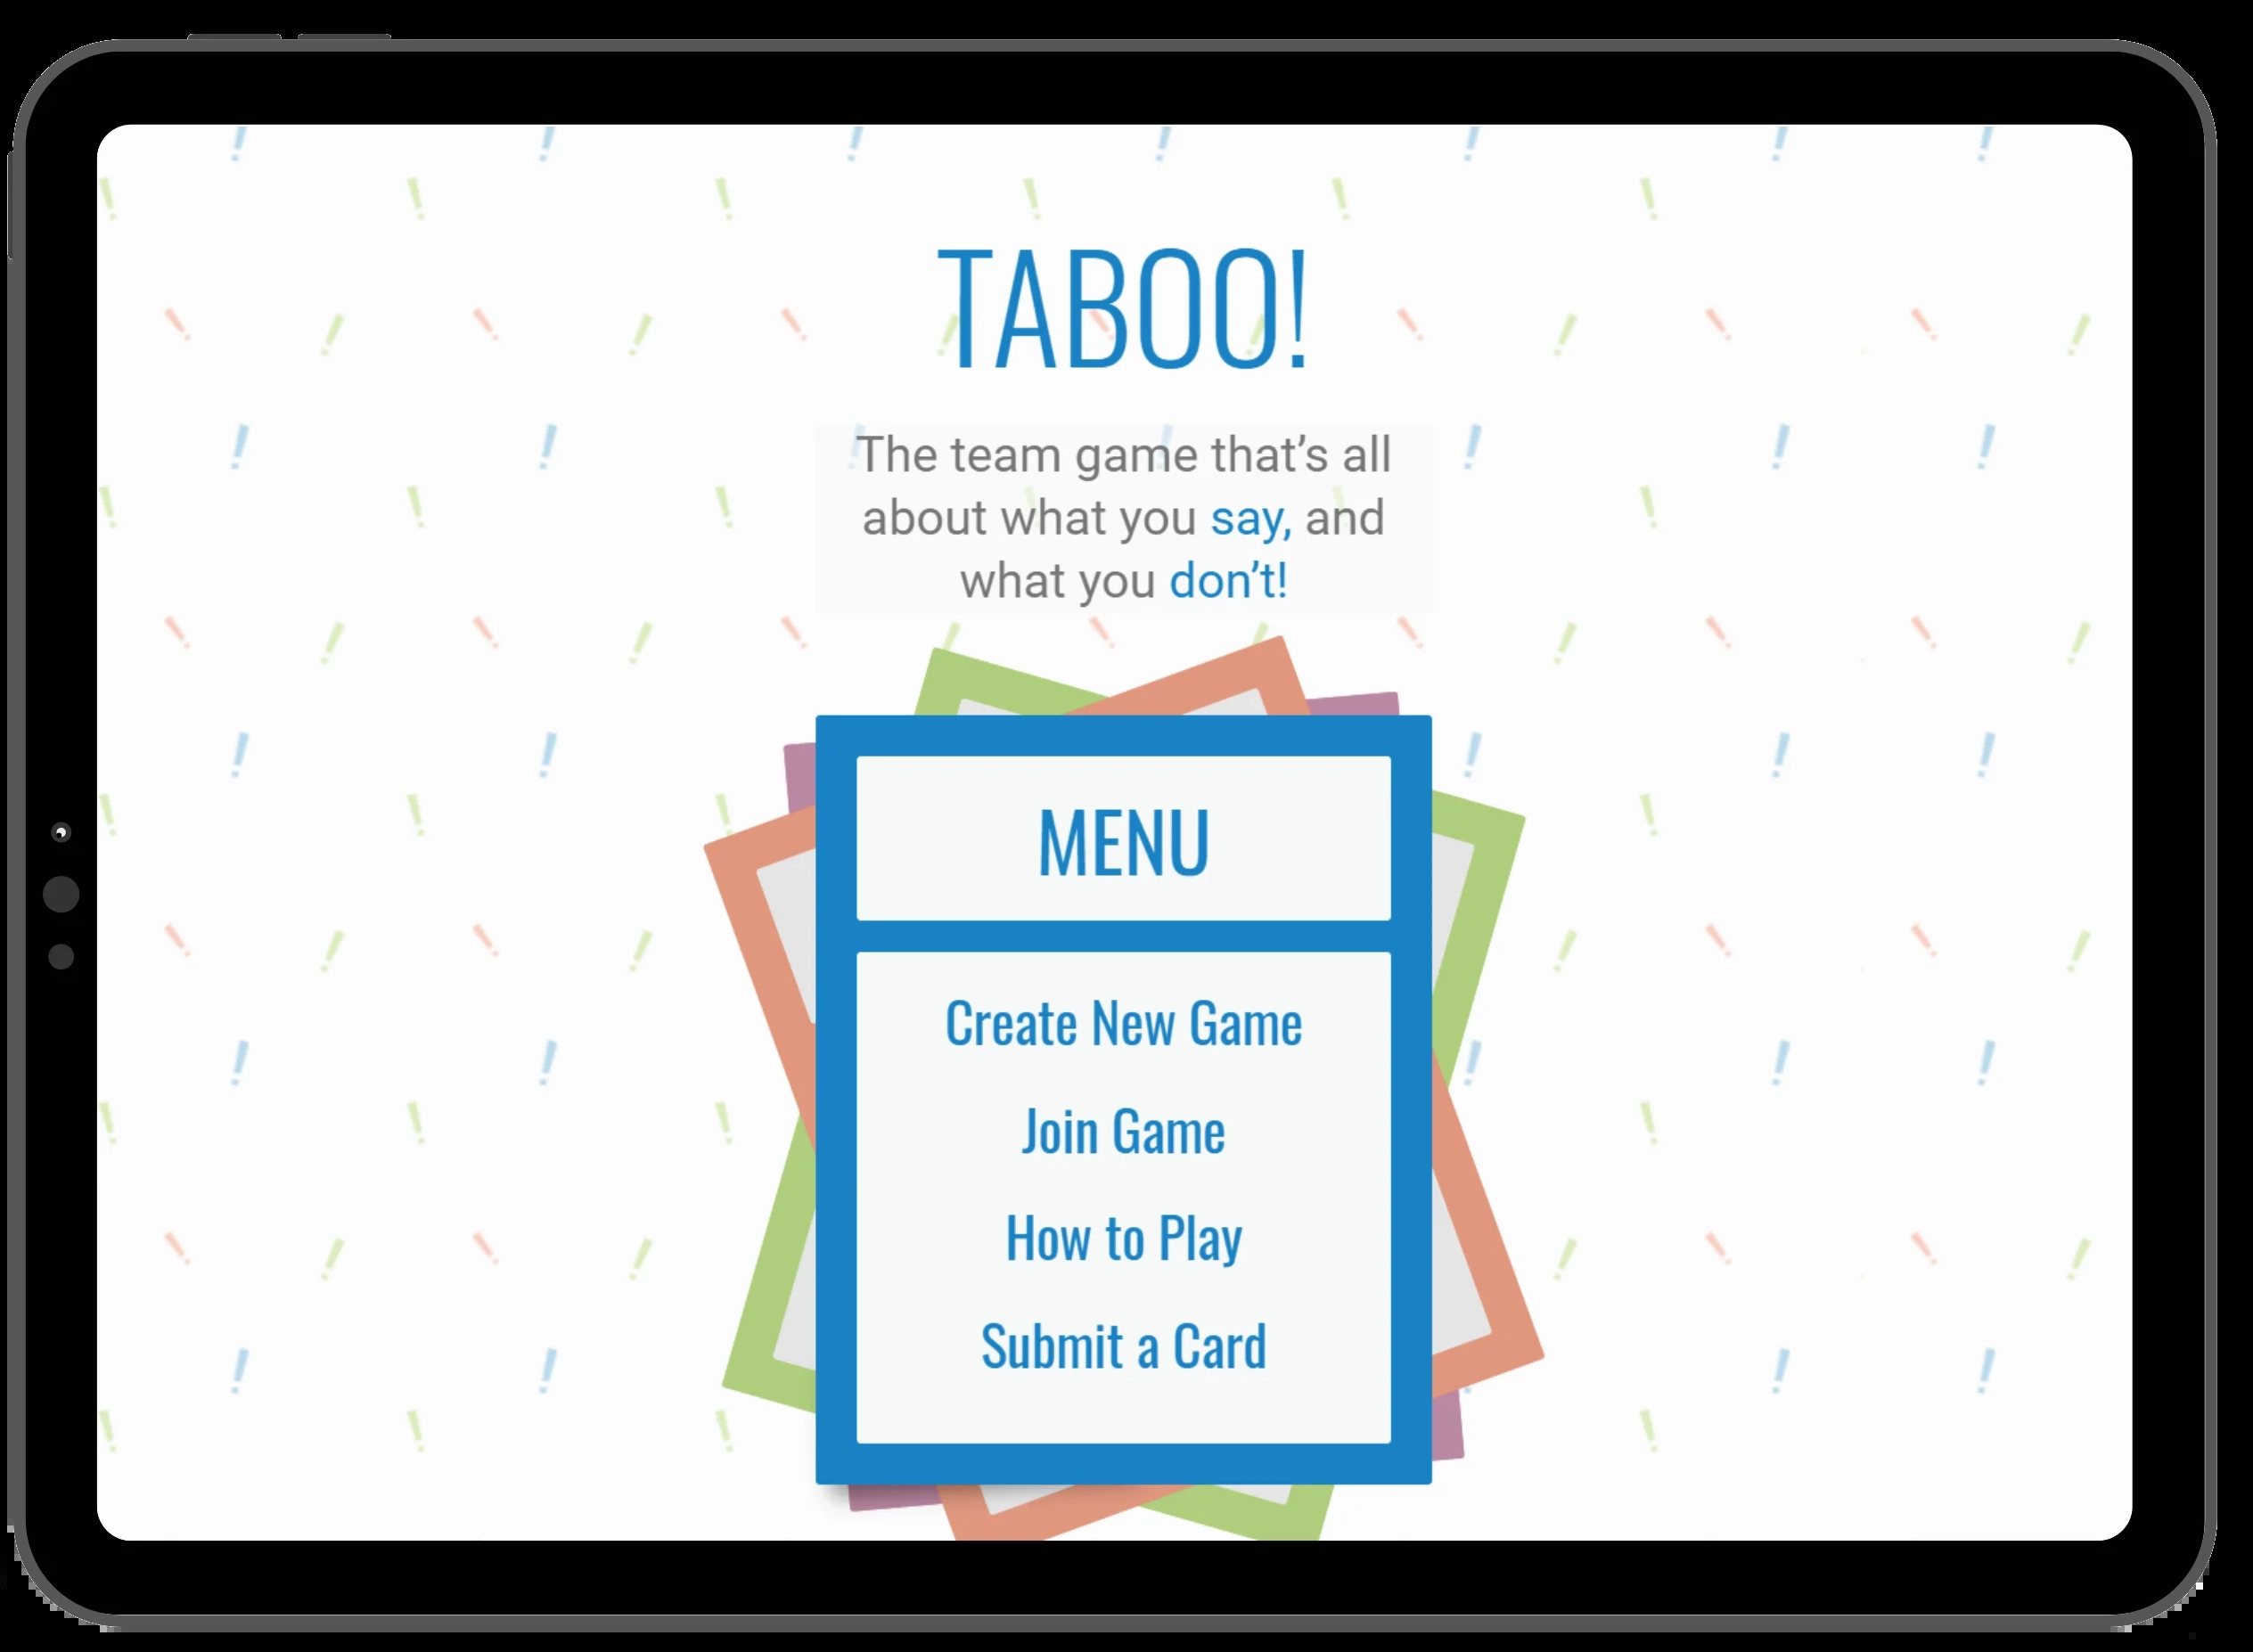 TABOO!
The team game that’s all
about what you say, and
what you don’t!
MENU
Create New Game
Join Game
How to Play
Submit a Card